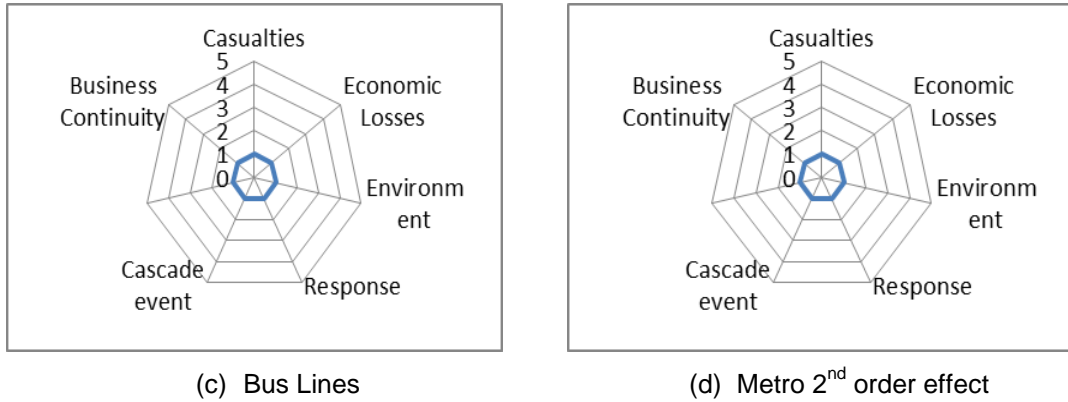 Casualties
5
4
3
2
1
0
Economic
Losses
Environm
ent
Response
Cascade
event
Business
Continuity
(c) Bus Lines
Casualties
5
4
3
2
1
0
Economic
Losses
Environm
ent
Response
Cascade
event
Business
Continuity
(d) Metro 2nd order effect